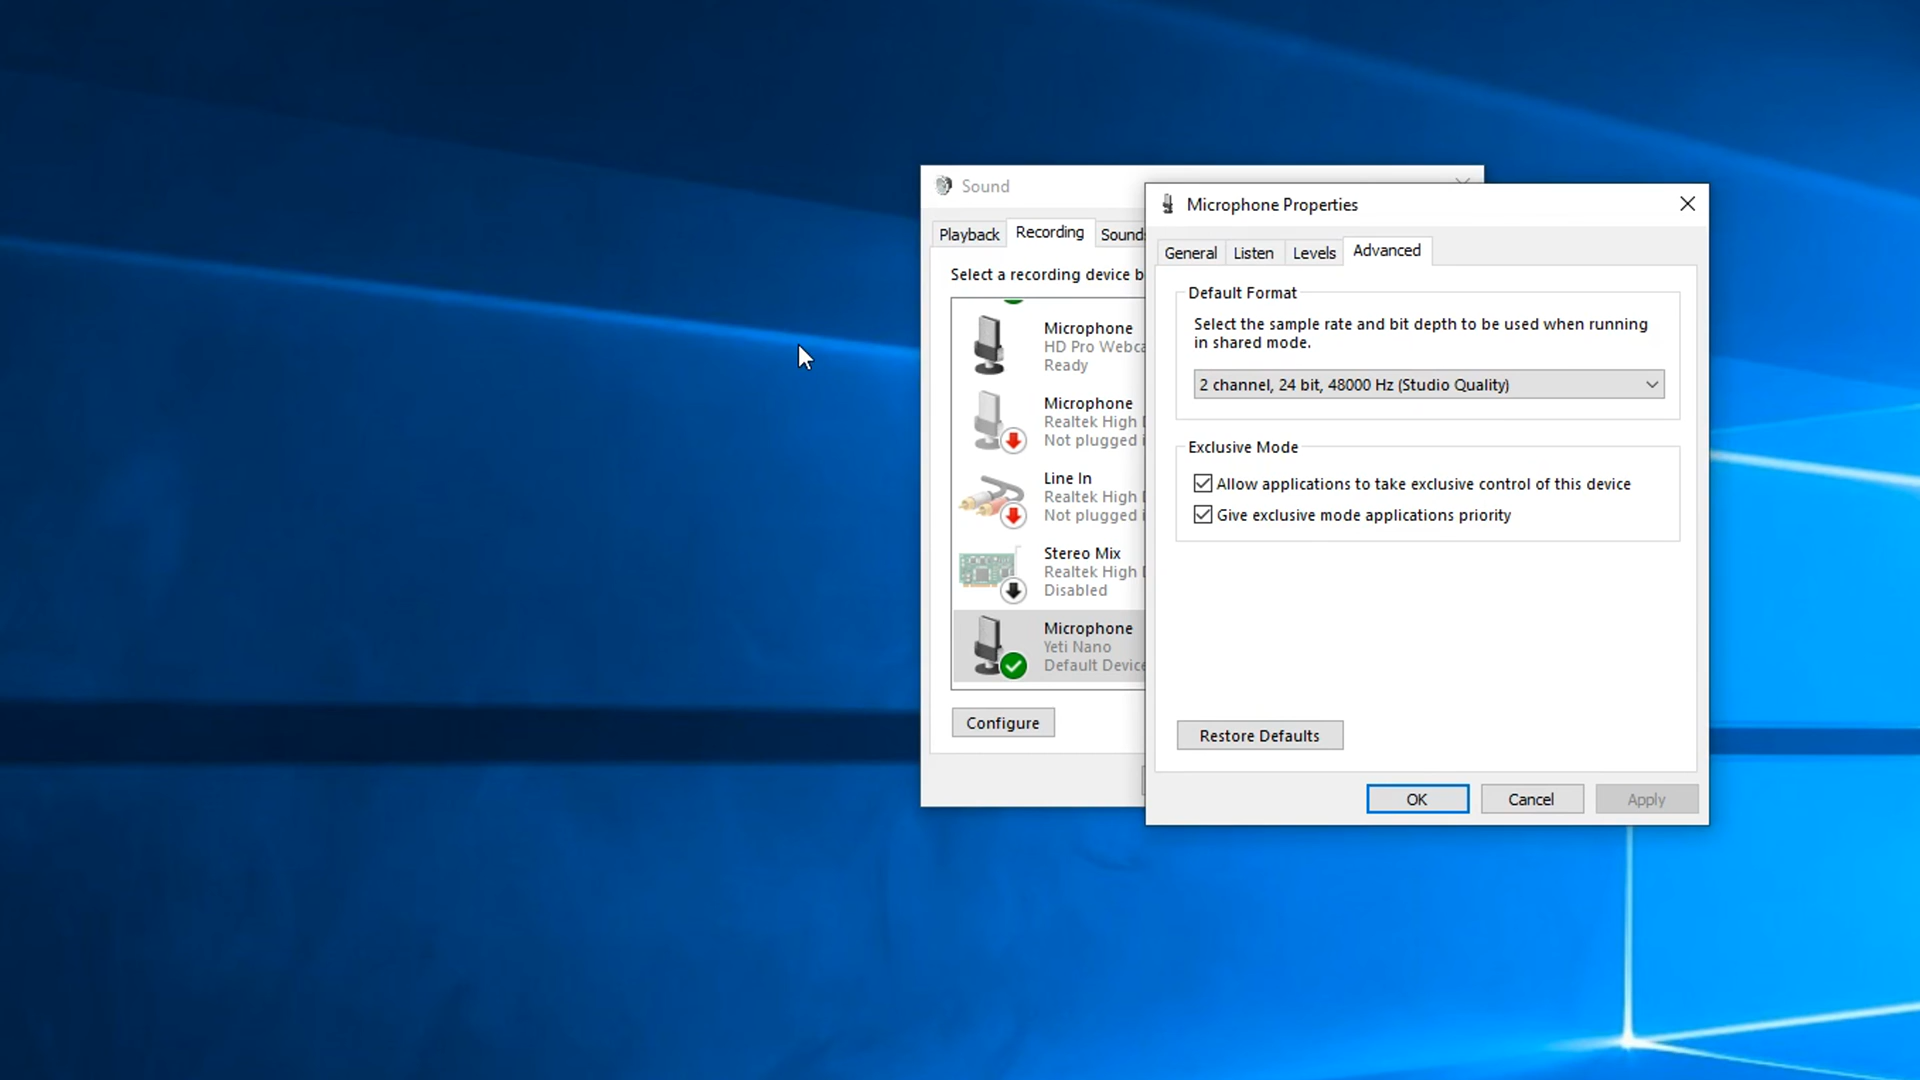 Sound
Playback
Recording
Sound
Select a recording device b
Microphone
HD Pro Webc
Ready
Microphone
Realtek High
Not plugged i
Line In
Realtek High
Not plugged i
Stereo Mix
Realtek High
Disabled
Microphone
Yeti Nano
Default Device
Configure
Microphone Properties
General
Listen
Levels
Advanced
Default Format
Select the sample rate and bit depth to be used when running
in shared mode.
2 channel, 24 bit, 48000 Hz (Studio Quality)
Exclusive Mode
Allow applications to take exclusive control of this device
Give exclusive mode applications priority
Restore Defaults
OK
Cancel
Apply